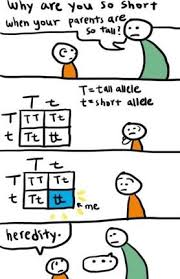 Why are you so short
when your parents are
so tall?
T t
T TT Tt
t Tt tt
T = tall allele
t = short allele
T t
T TT Tt
t Tt tt
me
heredity.
...